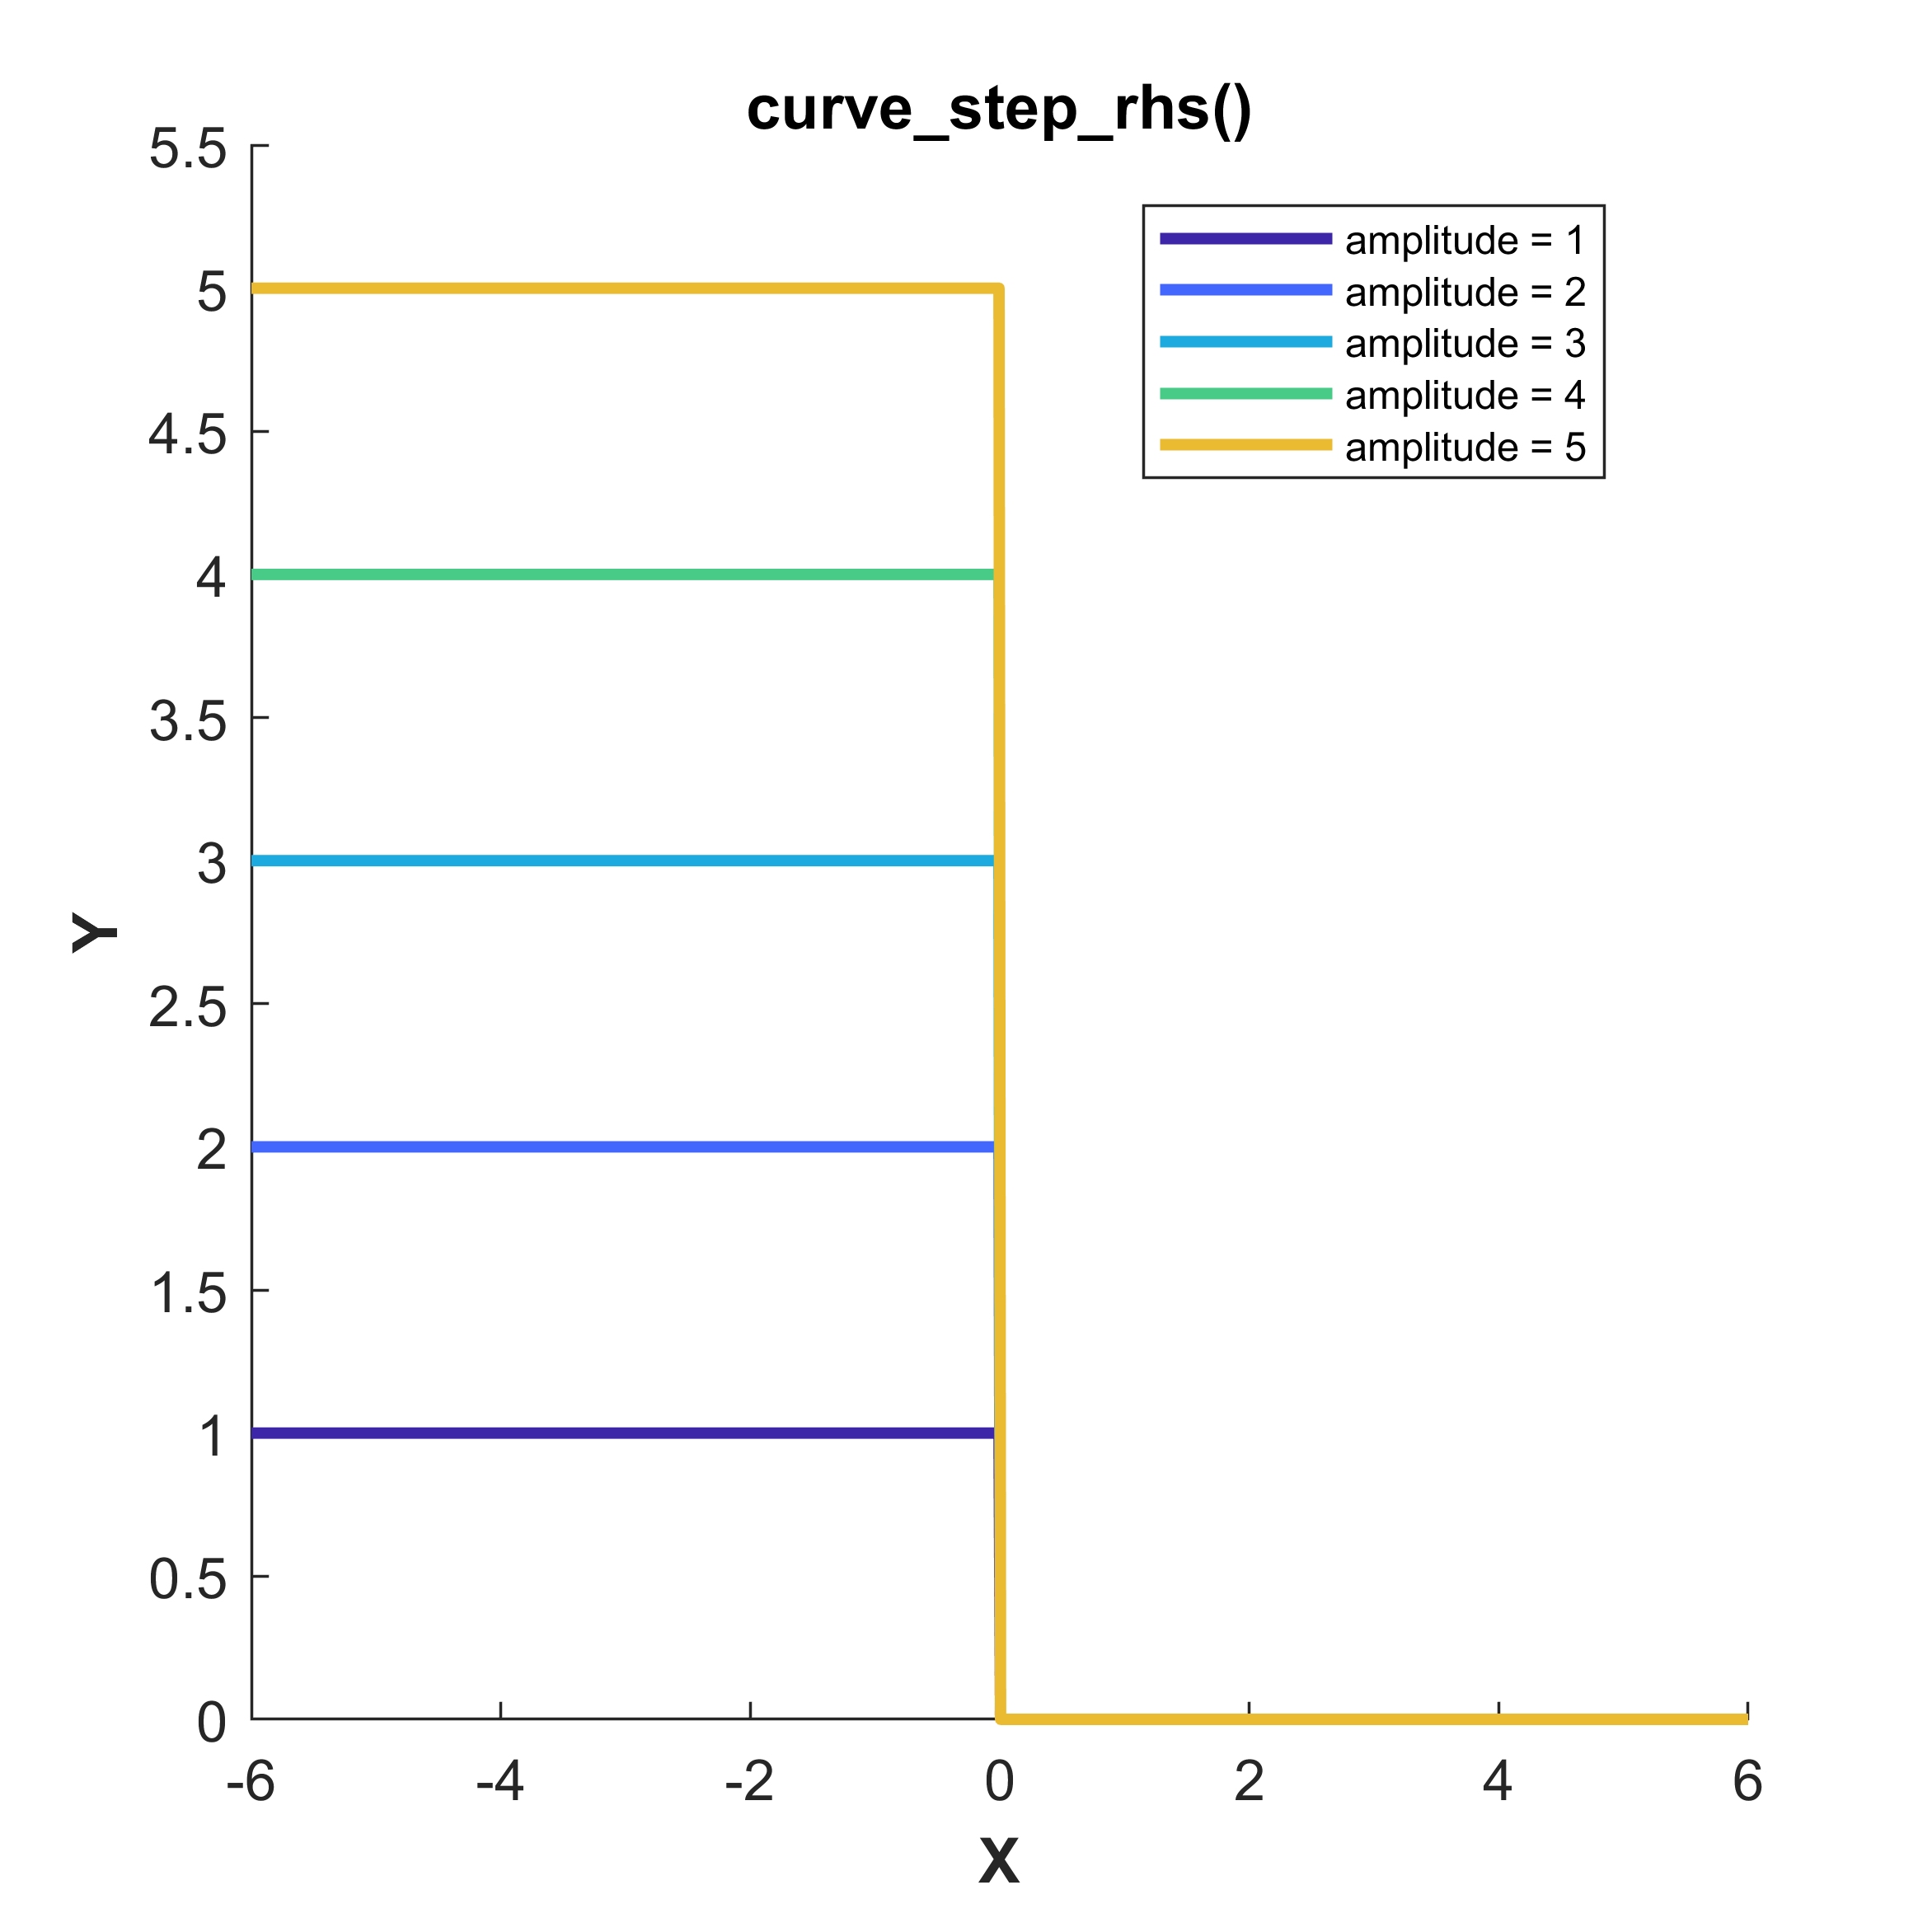 curve_step_rhs()
amplitude = 1
amplitude = 2
amplitude = 3
amplitude = 4
amplitude = 5
5.5
5
4.5
4
3.5
3
2.5
2
1.5
1
0.5
0
Y
-6 -4 -2 0 2 4 6
X